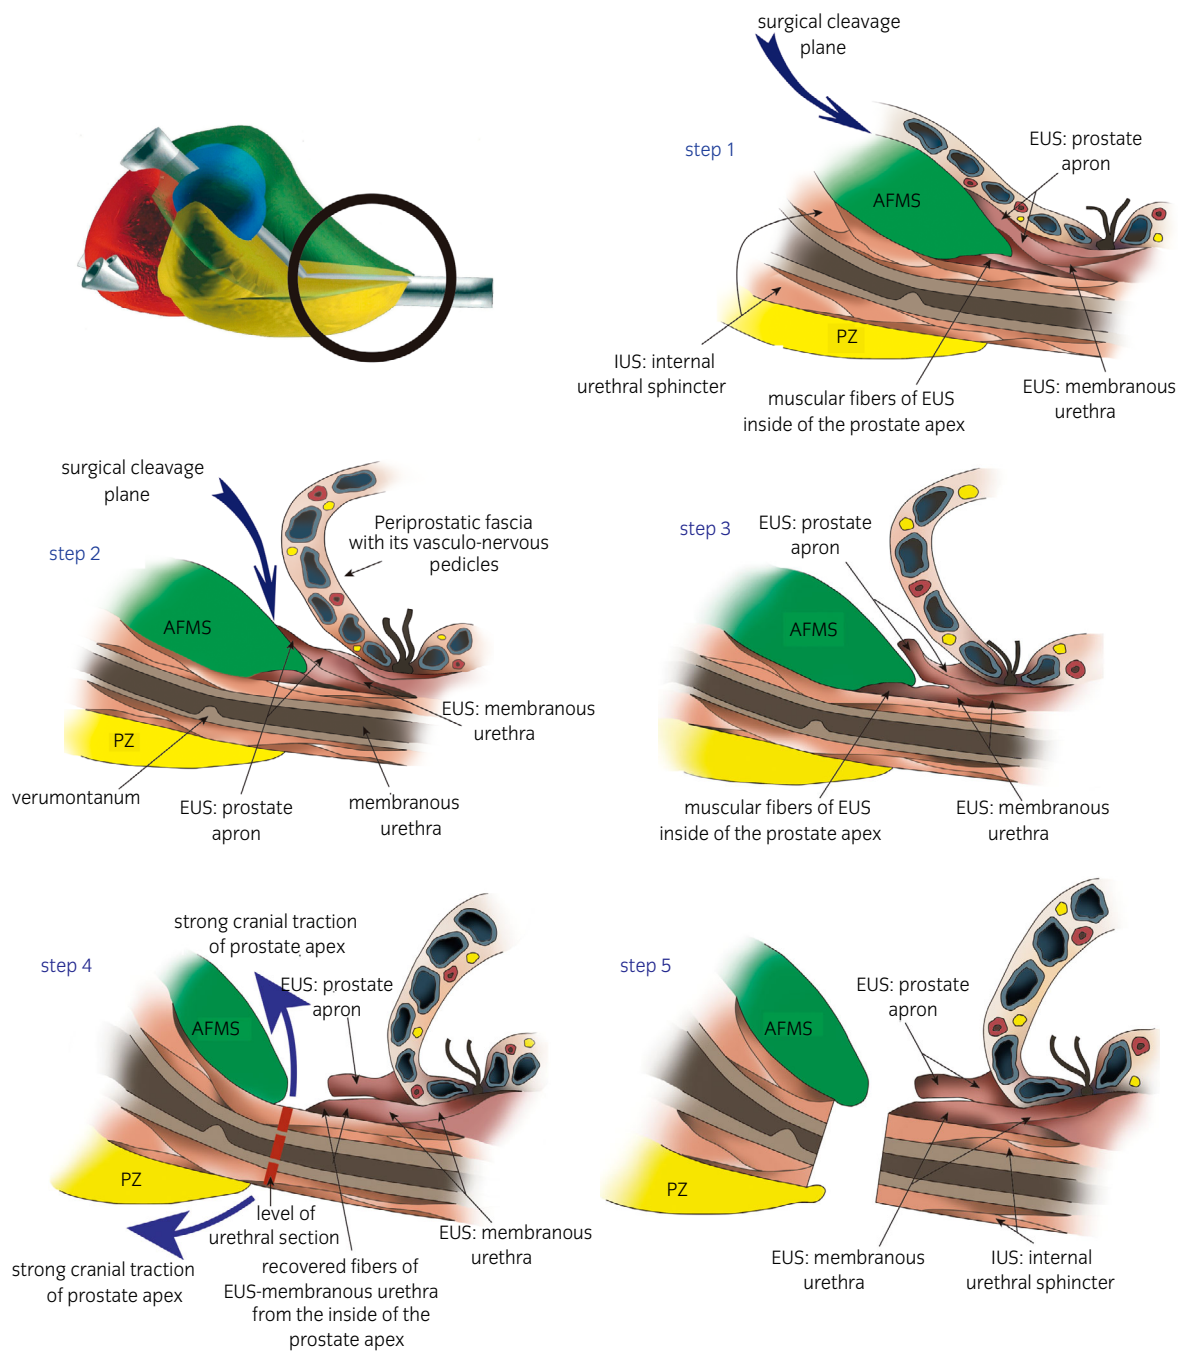 surgical cleavage
plane
step 1
EUS: prostate
apron
AFMS
PZ
IUS: internal
urethral sphincter
muscular fibers of EUS
inside of the prostate apex
EUS: membranous
urethra
surgical cleavage
plane
step 2
Periprostatic fascia
with its vasculo-nervous
pedicles
AFMS
EUS: membranous
urethra
PZ
verumontanum
EUS: prostate
apron
membranous
urethra
step 3
EUS: prostate
apron
AFMS
muscular fibers of EUS
inside of the prostate apex
EUS: membranous
urethra
strong cranial traction
of prostate apex
step 4
EUS: prostate
apron
AFMS
PZ
level of
urethral section
EUS: membranous
urethra
strong cranial traction
of prostate apex
recovered fibers of
EUS-membranous urethra
from the inside of the
prostate apex
step 5
EUS: prostate
apron
AFMS
PZ
EUS: membranous
urethra
IUS: internal
urethral sphincter